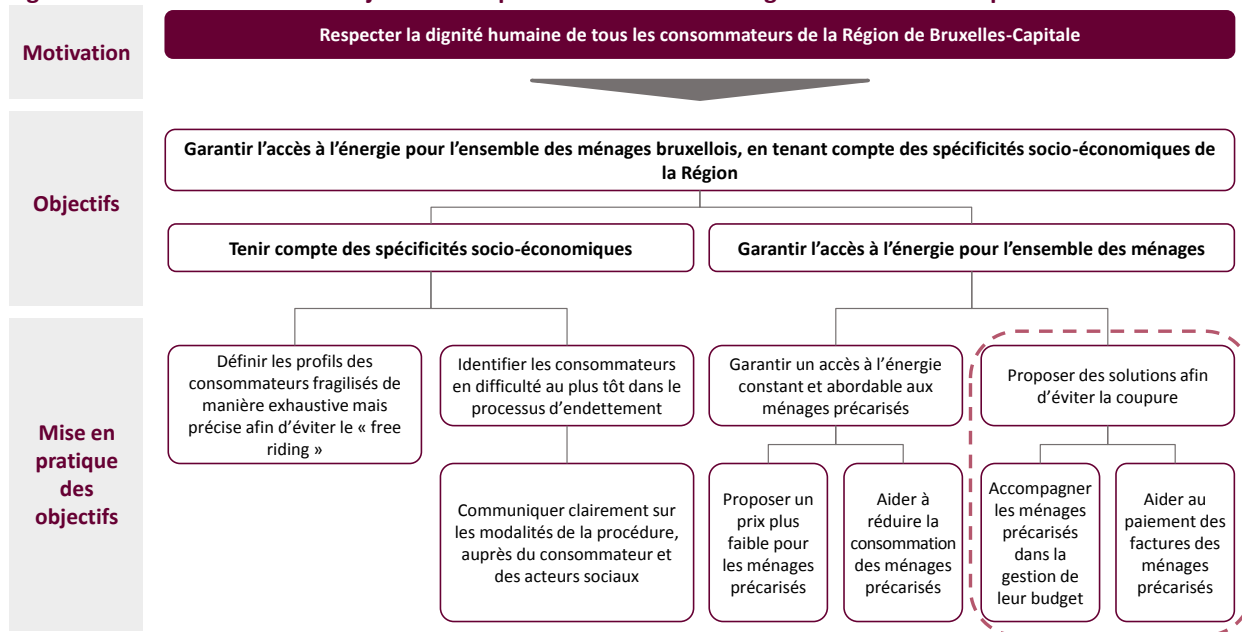 Motivation
Respecter la dignité humaine de tous les consommateurs de la Région de Bruxelles-Capitale
Objectifs
Garantir l'accès à l'énergie pour l'ensemble des ménages bruxellois, en tenant compte des spécificités socio-économiques de
la Région
Tenir compte des spécificités socio-économiques
Garantir l'accès à l'énergie pour l'ensemble des ménages
Mise en
pratique
des
objectifs
Définir les profils des
consommateurs fragilisés de
manière exhaustive mais
précise afin d'éviter le « free
riding »
Identifier les consommateurs
en difficulté au plus tôt dans le
processus d'endettement
Garantir un accès à l'énergie
constant et abordable aux
ménages précarisés
Proposer des solutions afin
d'éviter la coupure
Communiquer clairement sur
les modalités de la procédure,
auprès du consommateur et
des acteurs sociaux
Proposer un
prix plus
faible pour
les ménages
précarisés
Aider à
réduire la
consommation
des ménages
précarisés
Accompagner
les ménages
précarisés
dans la
gestion de
leur budget
Aider au
paiement des
factures des
ménages
précarisés